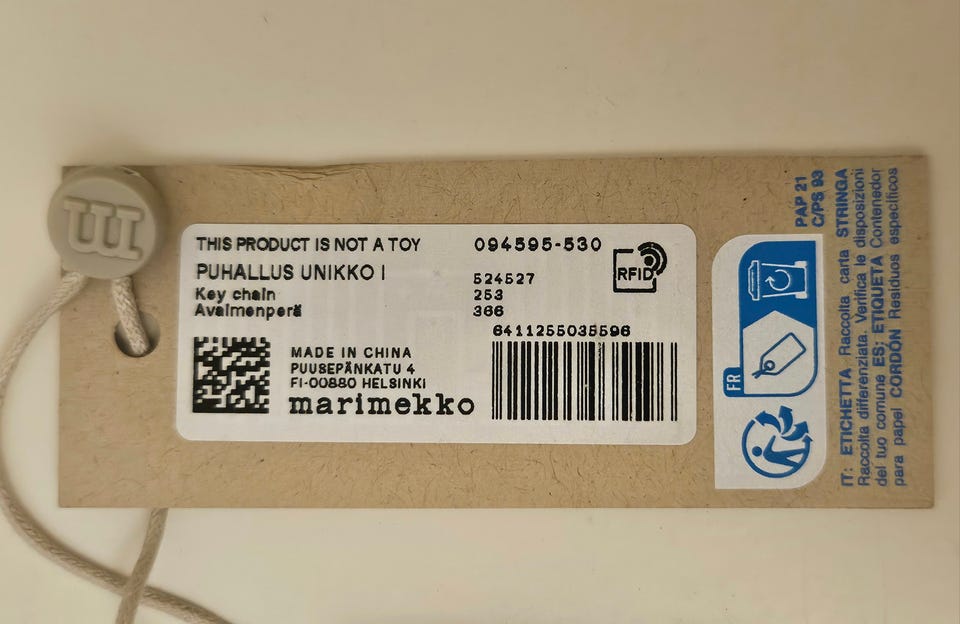 THIS PRODUCT IS NOT A TOY
PUHALLUS UNIKKO I
Key chain
Avaimenperä
094595-530
524527
253
366
RFID
6411255035596
MADE IN CHINA
PUUSEPÄNKATU 4
FI-00880 HELSINKI
marimekko
FR
PAP 21
C/PS 93
IT: ETICHETTA Raccolta carta STRINGA
Raccolta differenziata. Verifica le disposizioni
del tuo comune ES: ETIQUETA Contenedor
para papel CORDÓN Residuos específicos
m